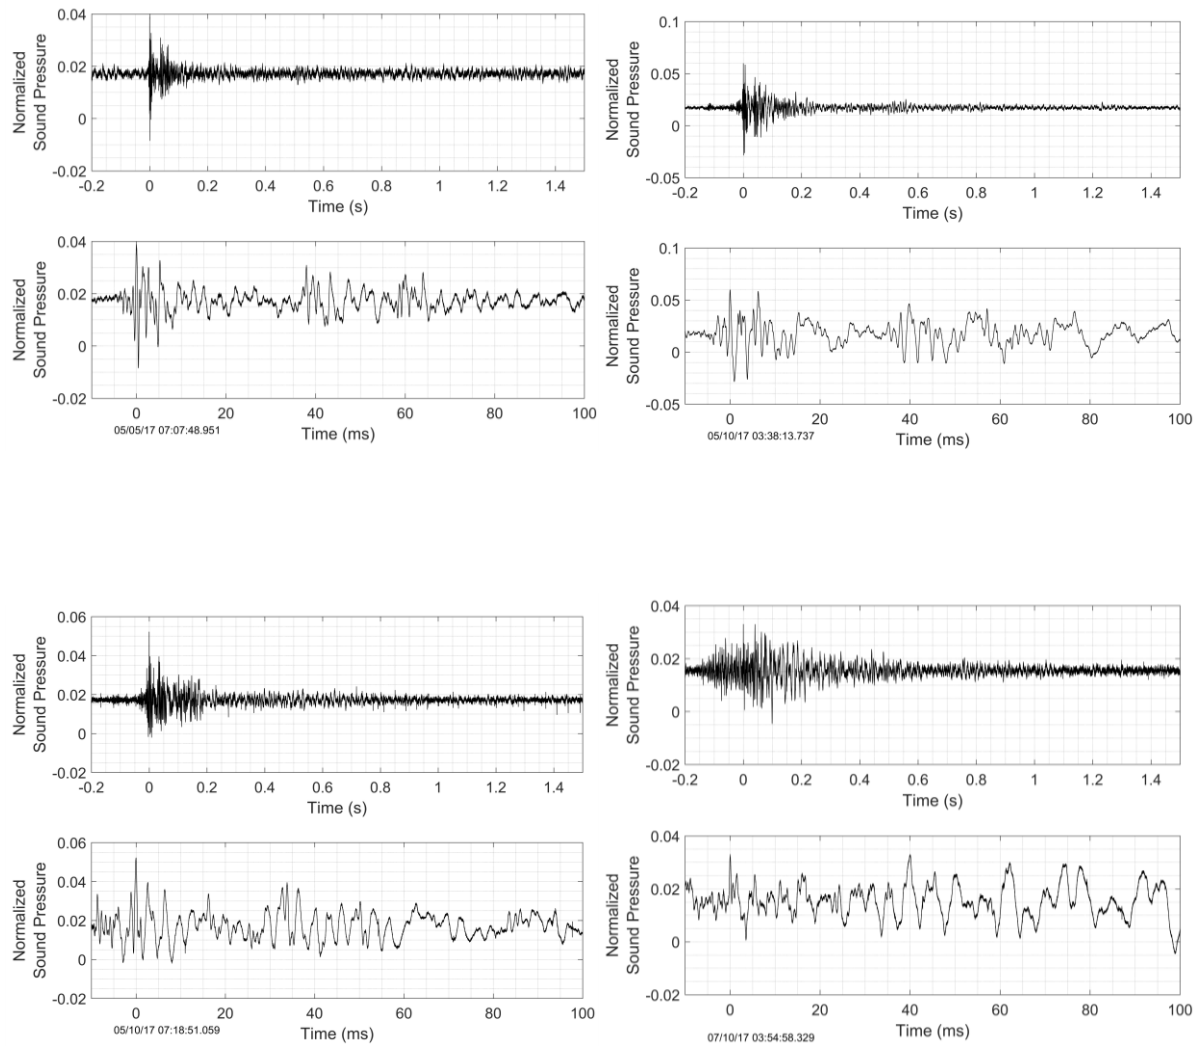 Normalized
Sound Pressure
0.04
0.02
0
-0.02
-0.2 0 0.2 0.4 0.6 0.8 1 1.2 1.4
Time (s)
Normalized
Sound Pressure
0.1
0.05
0
-0.05
-0.2 0 0.2 0.4 0.6 0.8 1 1.2 1.4
Time (s)
Normalized
Sound Pressure
0.04
0.02
0
-0.02
0 20 40 60 80 100
05/05/17 07:07:48.951
Time (ms)
Normalized
Sound Pressure
0.1
0.05
0
-0.05
0 20 40 60 80 100
05/10/17 03:38:13.737
Time (ms)
Normalized
Sound Pressure
0.06
0.04
0.02
0
-0.02
-0.2 0 0.2 0.4 0.6 0.8 1 1.2 1.4
Time (s)
Normalized
Sound Pressure
0.04
0.02
0
-0.02
-0.2 0 0.2 0.4 0.6 0.8 1 1.2 1.4
Time (s)
Normalized
Sound Pressure
0.06
0.04
0.02
0
-0.02
0 20 40 60 80 100
05/10/17 07:18:51.059
Time (ms)
Normalized
Sound Pressure
0.04
0.02
0
-0.02
0 20 40 60 80 100
07/10/17 03:54:58.329
Time (ms)